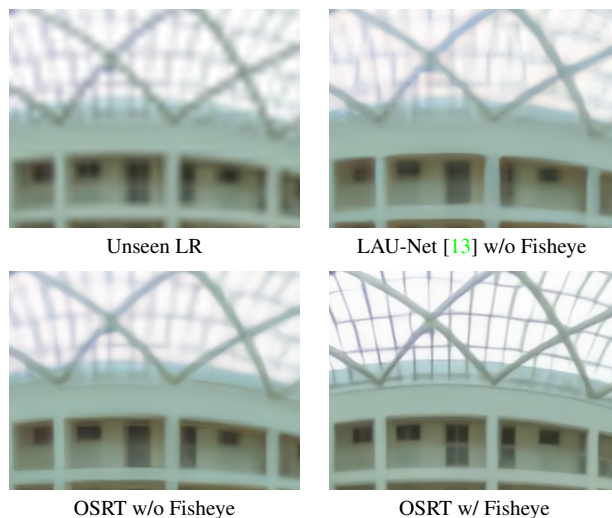 Unseen LR
LAU-Net [13] w/o Fisheye
OSRT w/o Fisheye
OSRT w/ Fisheye